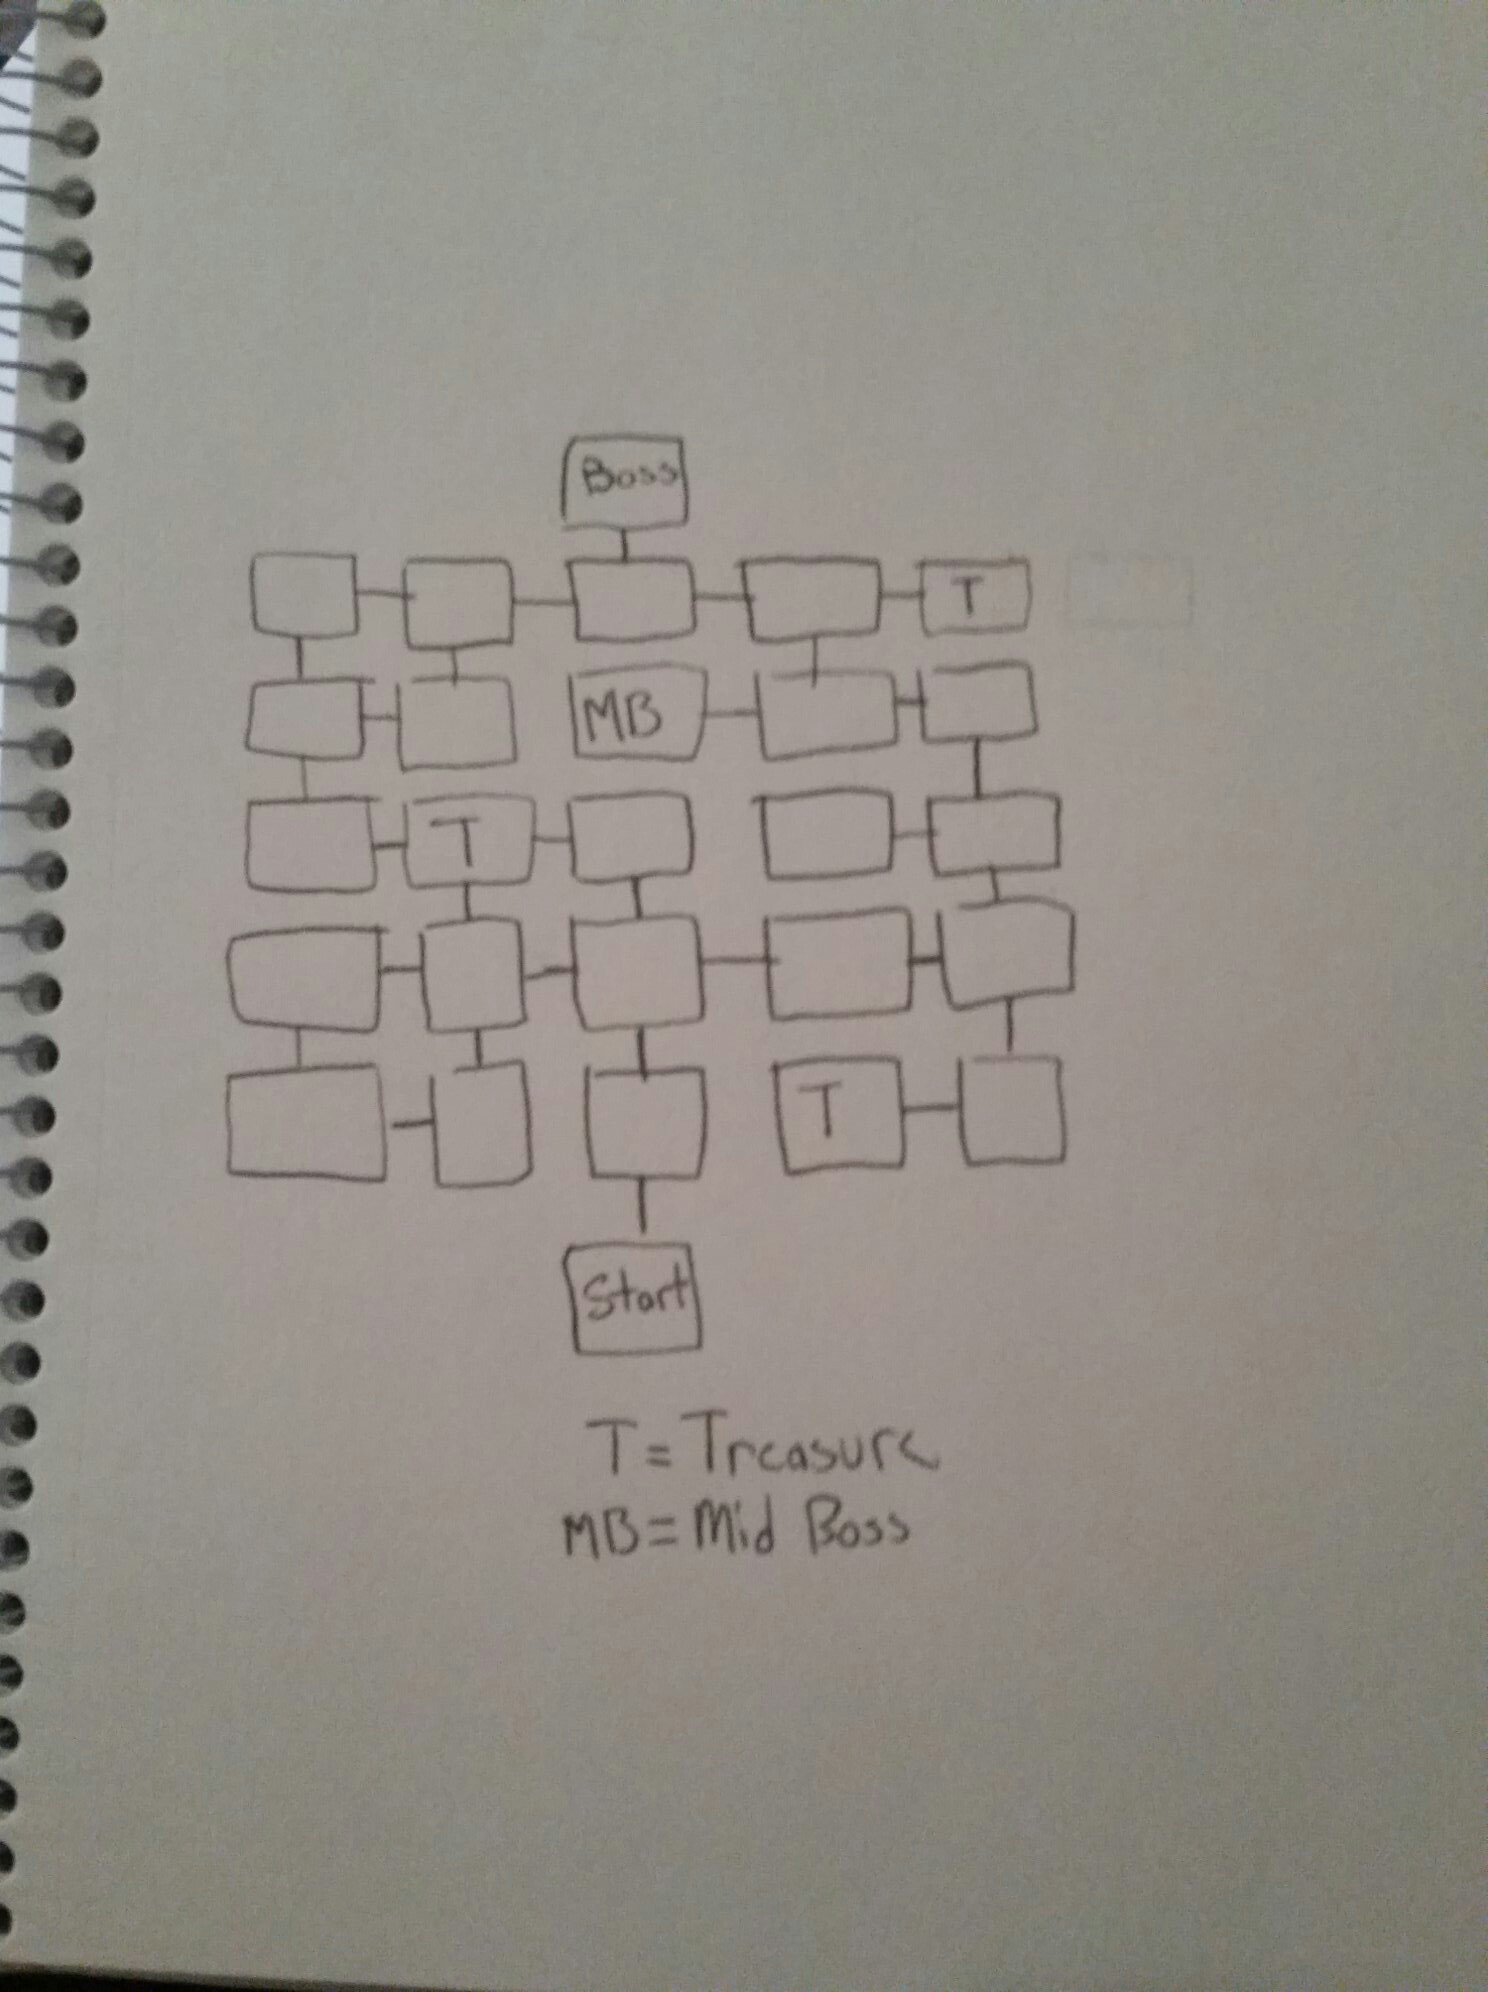 Boss
T
MB
T
T
Start
T = Treasure
MB = Mid Boss